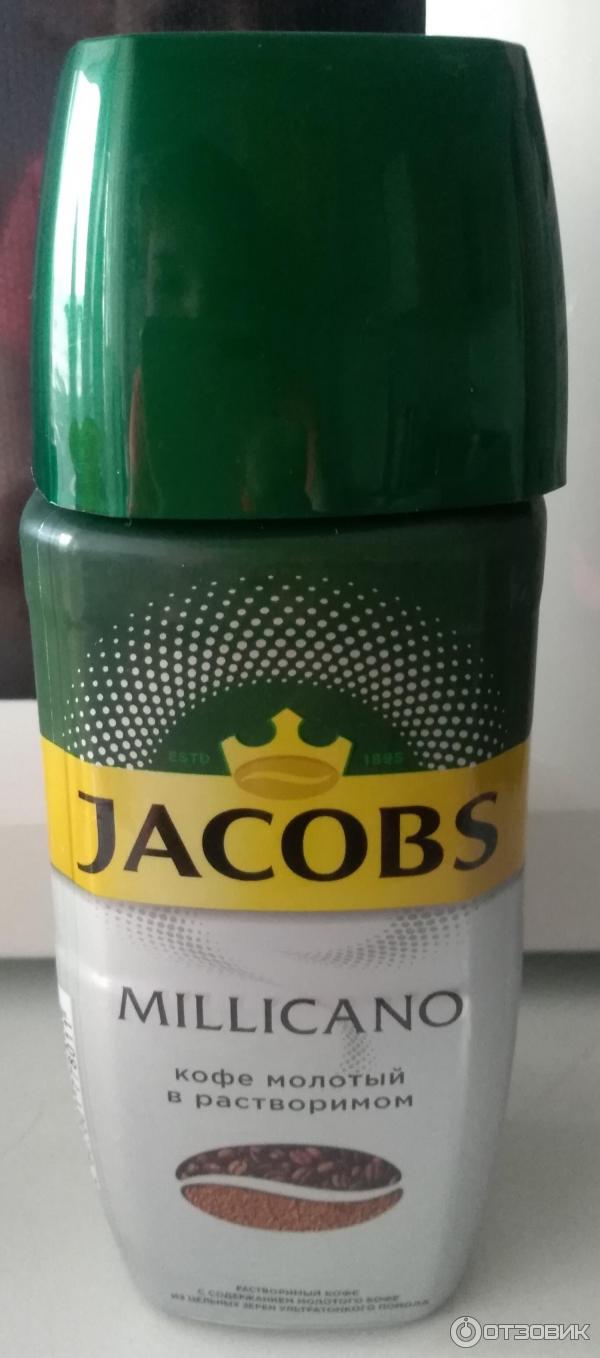 ESTD 1895
JACOBS
MILLICANO
кофе молотый
в растворимом
РАСТВОРИМЫЙ КОФЕ
С СОДЕРЖАНИЕМ МОЛОТОГО КОФЕ
ИЗ ЦЕЛЬНЫХ ЗЕРЕН УЛЬТРАТОНКОГО ПОМОЛА
ОТЗОВИК